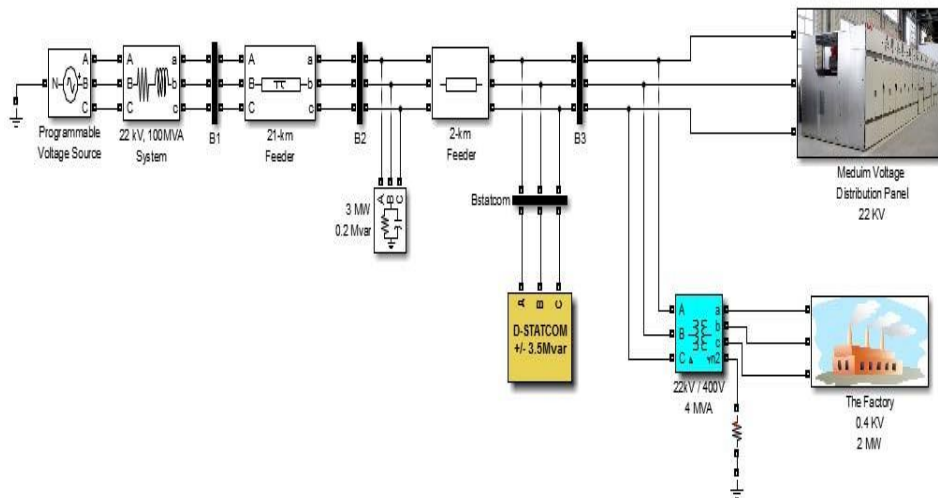 N
A
B
C
Programmable
Voltage Source
A
B
C
a
b
c
22 kV, 100MVA
System
B1
A
B
C
a
b
c
21-km
Feeder
B2
2-km
Feeder
B3
Meduim Voltage
Distribution Panel
22 KV
A
B
C
3 MW
0.2 Mvar
Bstatcom
A
B
C
D-STATCOM
+/- 3.5Mvar
A
B
C
a
b
c
n2
22kV / 400V
4 MVA
The Factory
0.4 KV
2 MW